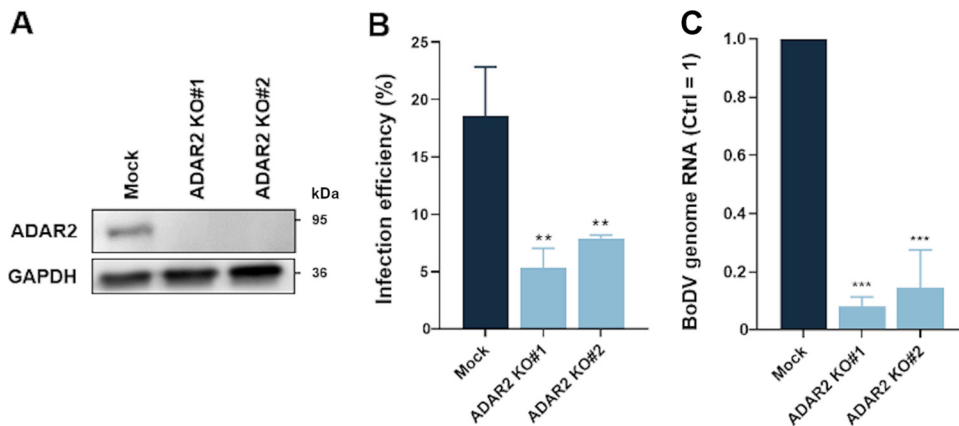 A
Mock
ADAR2 KO#1
ADAR2 KO#2
kDa
ADAR2
95
GAPDH
36
B
Infection efficiency (%)
25
20
15
10
5
0
**
**
Mock
ADAR2 KO#1
ADAR2 KO#2
C
BoDV genome RNA (Ctrl = 1)
1.0
0.8
0.6
0.4
0.2
0
***
***
Mock
ADAR2 KO#1
ADAR2 KO#2